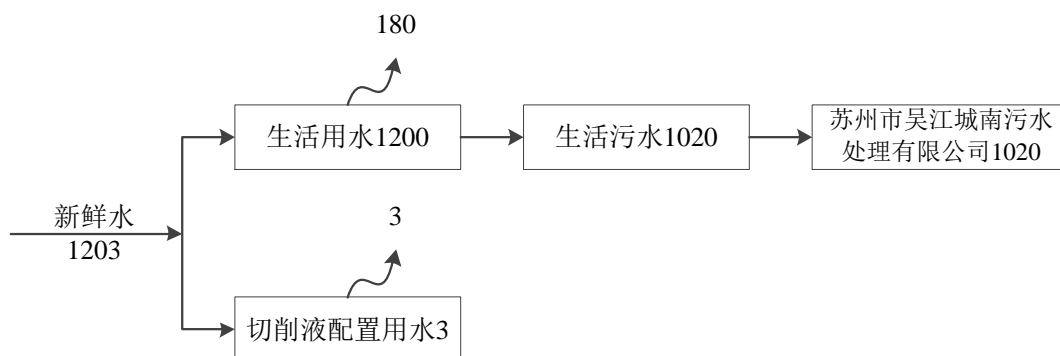 180
生活用水1200
生活污水1020
苏州市吴江城南污水
处理有限公司1020
新鲜水
1203
3
切削液配置用水3